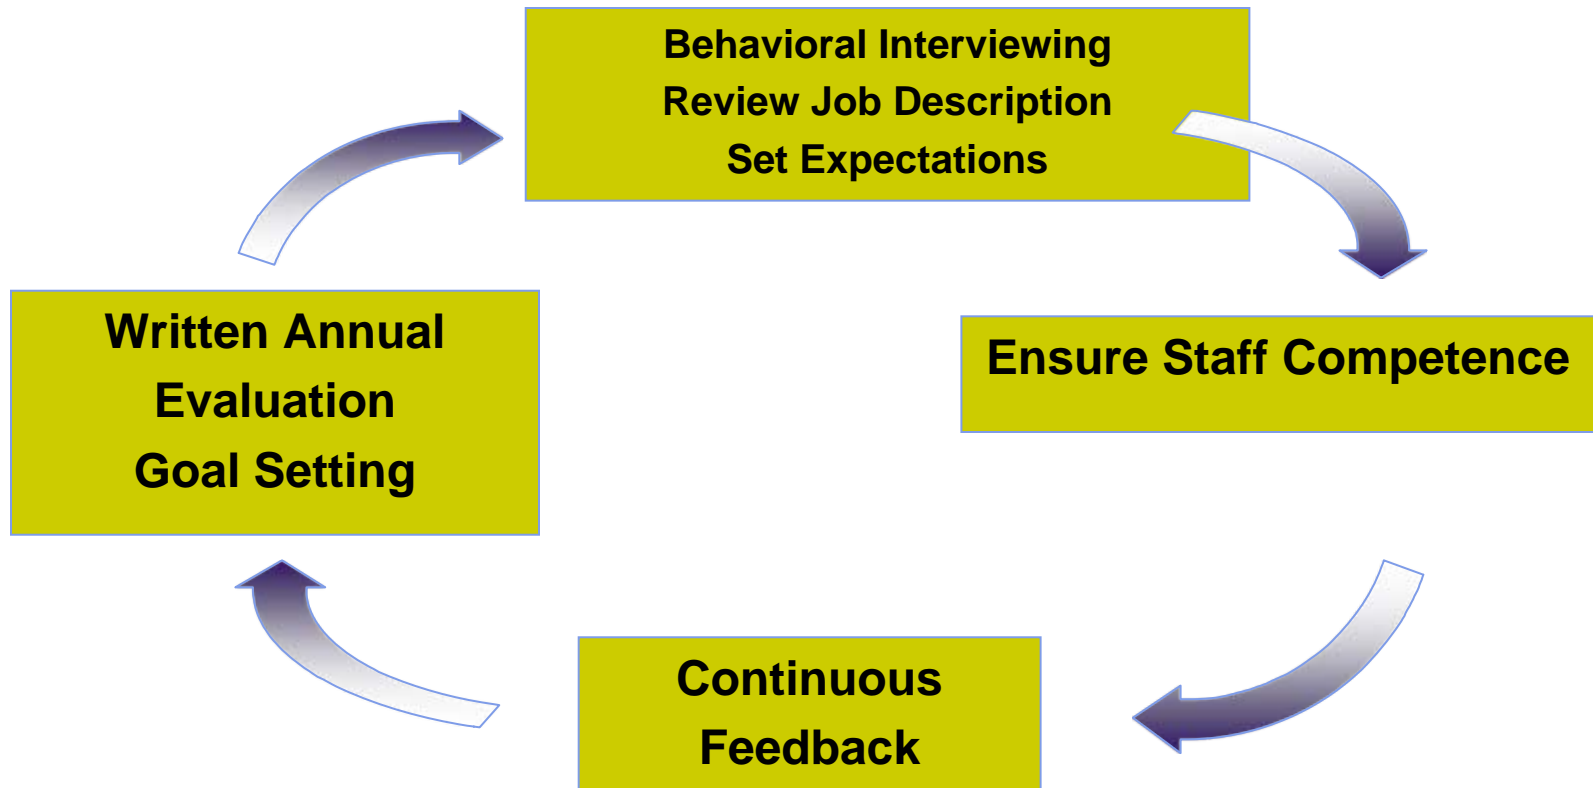 Behavioral Interviewing
Review Job Description
Set Expectations
Written Annual
Evaluation
Goal Setting
Ensure Staff Competence
Continuous
Feedback